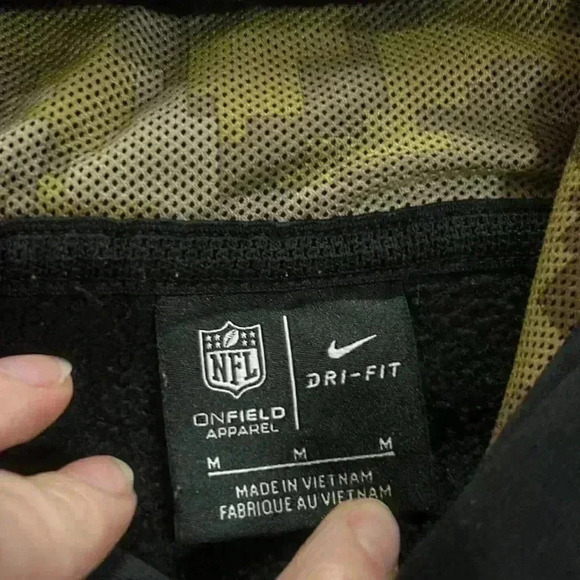 NFL
DRI-FIT
ONFIELD
APPAREL
M M M
MADE IN VIETNAM
FABRIQUE AU VIETNAM